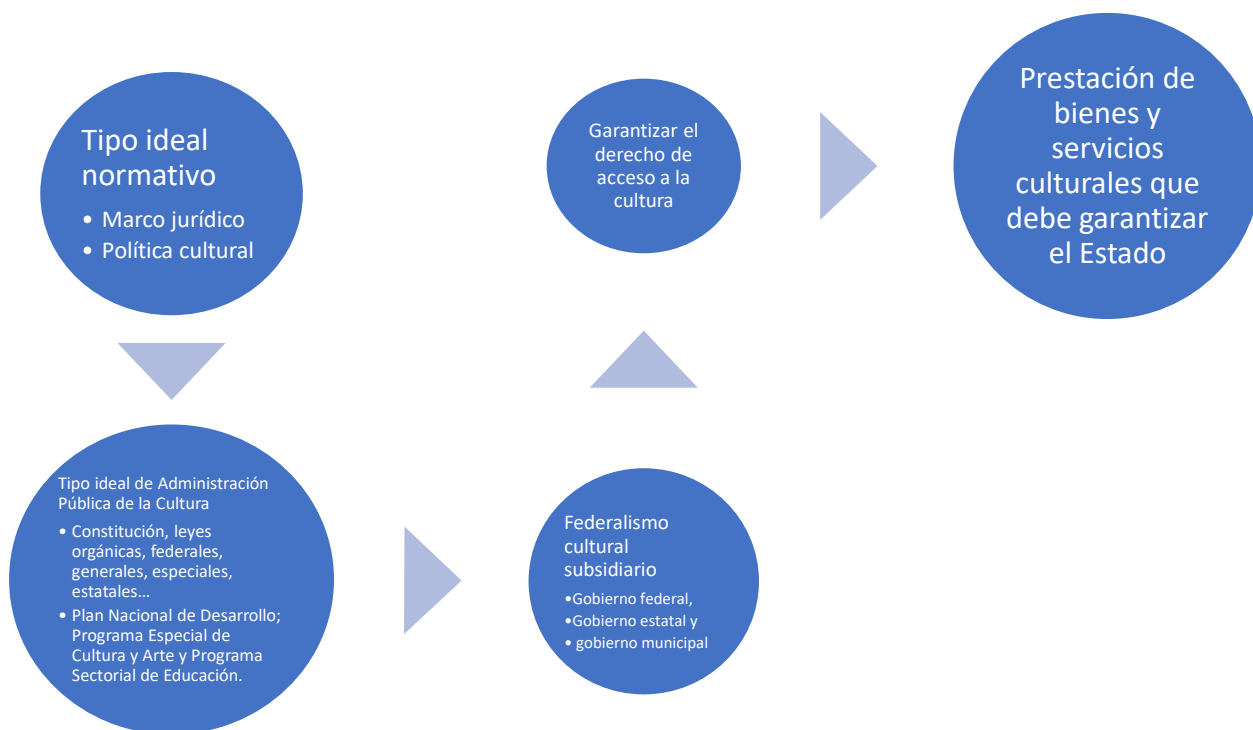 Tipo ideal
normativo
• Marco jurídico
• Política cultural
Tipo ideal de Administración
Pública de la Cultura
• Constitución, leyes
orgánicas, federales,
generales, especiales,
estatales…
• Plan Nacional de Desarrollo;
Programa Especial de
Cultura y Arte y Programa
Sectorial de Educación.
Federalismo
cultural
subsidiario
•Gobierno federal,
•Gobierno estatal y
• gobierno municipal
Garantizar el
derecho de
acceso a la
cultura
Prestación de
bienes y
servicios
culturales que
debe garantizar
el Estado